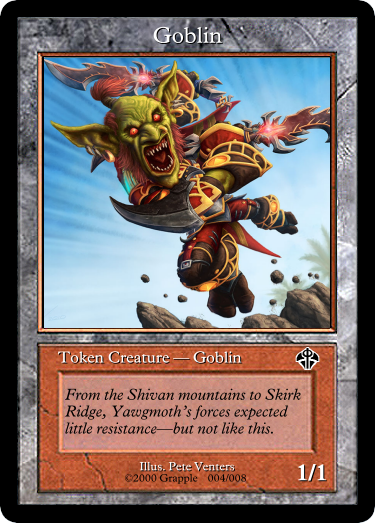 Goblin
Token Creature — Goblin
From the Shivan mountains to Skirk
Ridge, Yawgmoth's forces expected
little resistance—but not like this.
Illus. Pete Venters
©2000 Grapple 004/008
1/1